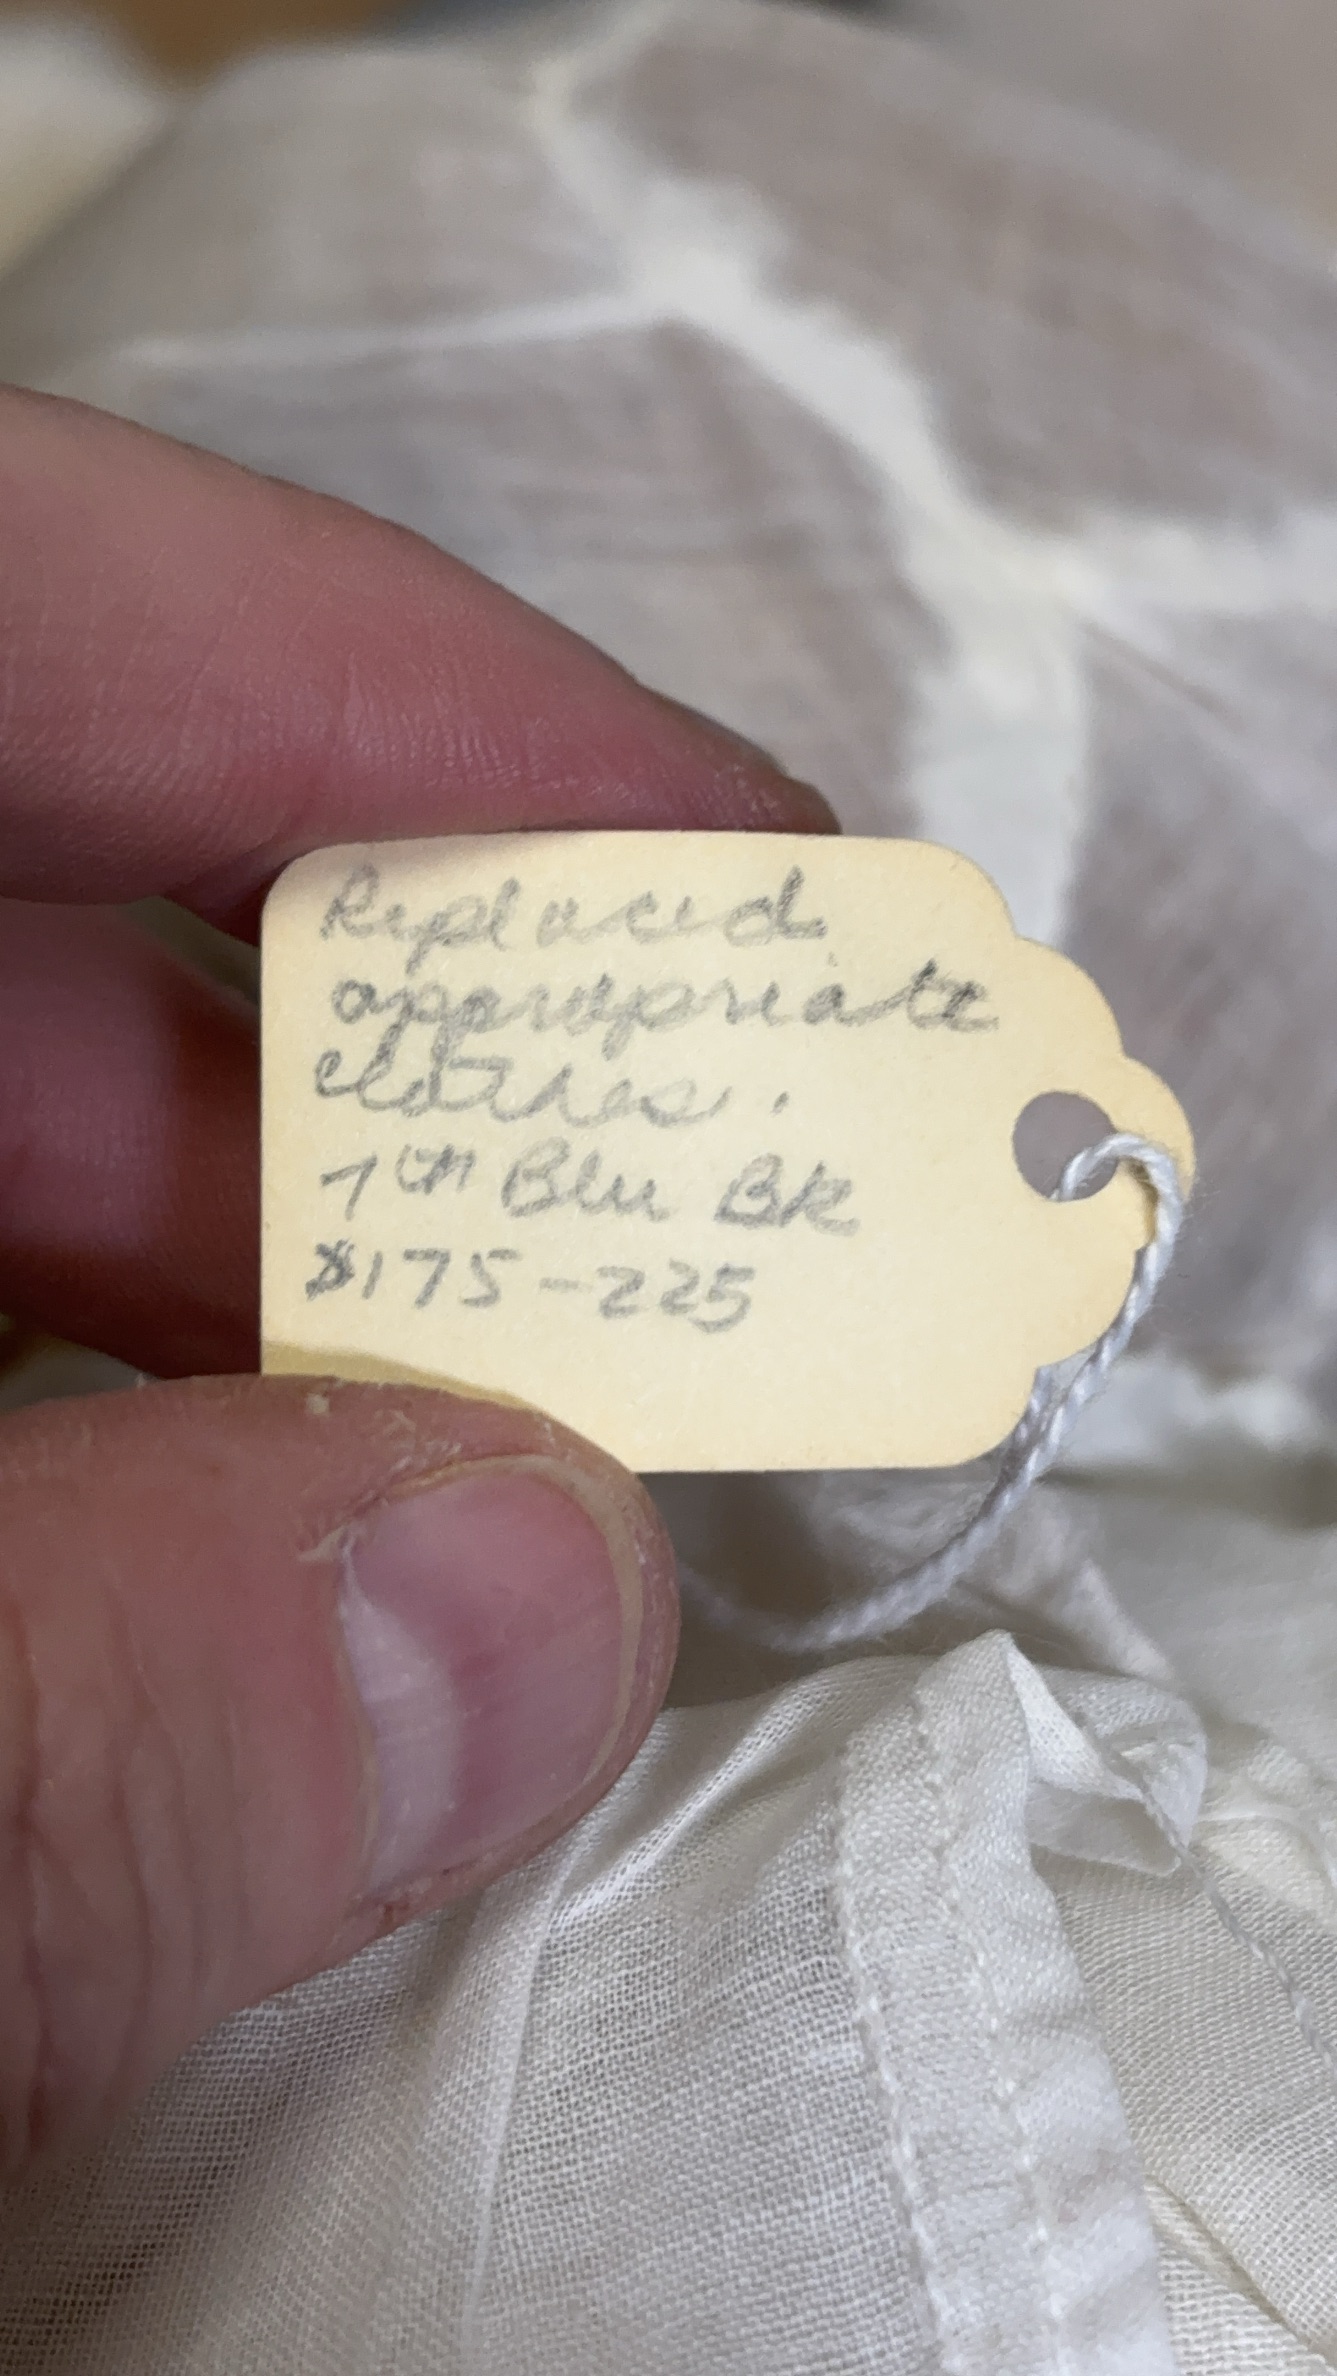 Replaced
appropriate
clothes.
7th Blu Bk
$175-225